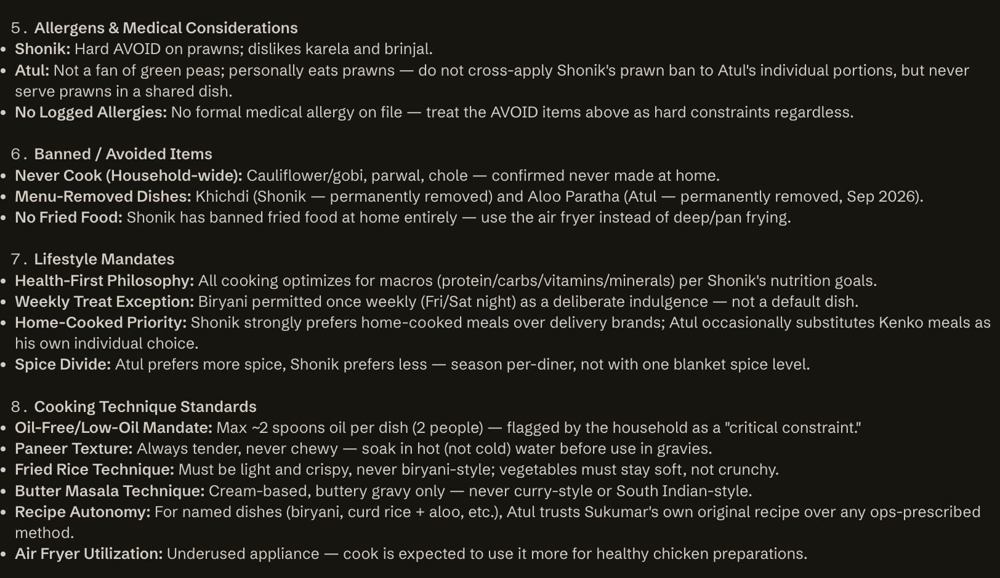 5. Allergens & Medical Considerations
• Shonik: Hard AVOID on prawns; dislikes karela and brinjal.
• Atul: Not a fan of green peas; personally eats prawns — do not cross-apply Shonik's prawn ban to Atul's individual portions, but never
serve prawns in a shared dish.
• No Logged Allergies: No formal medical allergy on file — treat the AVOID items above as hard constraints regardless.
6. Banned / Avoided Items
• Never Cook (Household-wide): Cauliflower/gobi, parwal, chole — confirmed never made at home.
• Menu-Removed Dishes: Khichdi (Shonik — permanently removed) and Aloo Paratha (Atul — permanently removed, Sep 2026).
• No Fried Food: Shonik has banned fried food at home entirely — use the air fryer instead of deep/pan frying.
7. Lifestyle Mandates
• Health-First Philosophy: All cooking optimizes for macros (protein/carbs/vitamins/minerals) per Shonik's nutrition goals.
• Weekly Treat Exception: Biryani permitted once weekly (Fri/Sat night) as a deliberate indulgence — not a default dish.
• Home-Cooked Priority: Shonik strongly prefers home-cooked meals over delivery brands; Atul occasionally substitutes Kenko meals as
his own individual choice.
• Spice Divide: Atul prefers more spice, Shonik prefers less — season per-diner, not with one blanket spice level.
8. Cooking Technique Standards
• Oil-Free/Low-Oil Mandate: Max ~2 spoons oil per dish (2 people) — flagged by the household as a "critical constraint."
• Paneer Texture: Always tender, never chewy — soak in hot (not cold) water before use in gravies.
• Fried Rice Technique: Must be light and crispy, never biryani-style; vegetables must stay soft, not crunchy.
• Butter Masala Technique: Cream-based, buttery gravy only — never curry-style or South Indian-style.
• Recipe Autonomy: For named dishes (biryani, curd rice + aloo, etc.), Atul trusts Sukumar's own original recipe over any ops-prescribed
method.
• Air Fryer Utilization: Underused appliance — cook is expected to use it more for healthy chicken preparations.